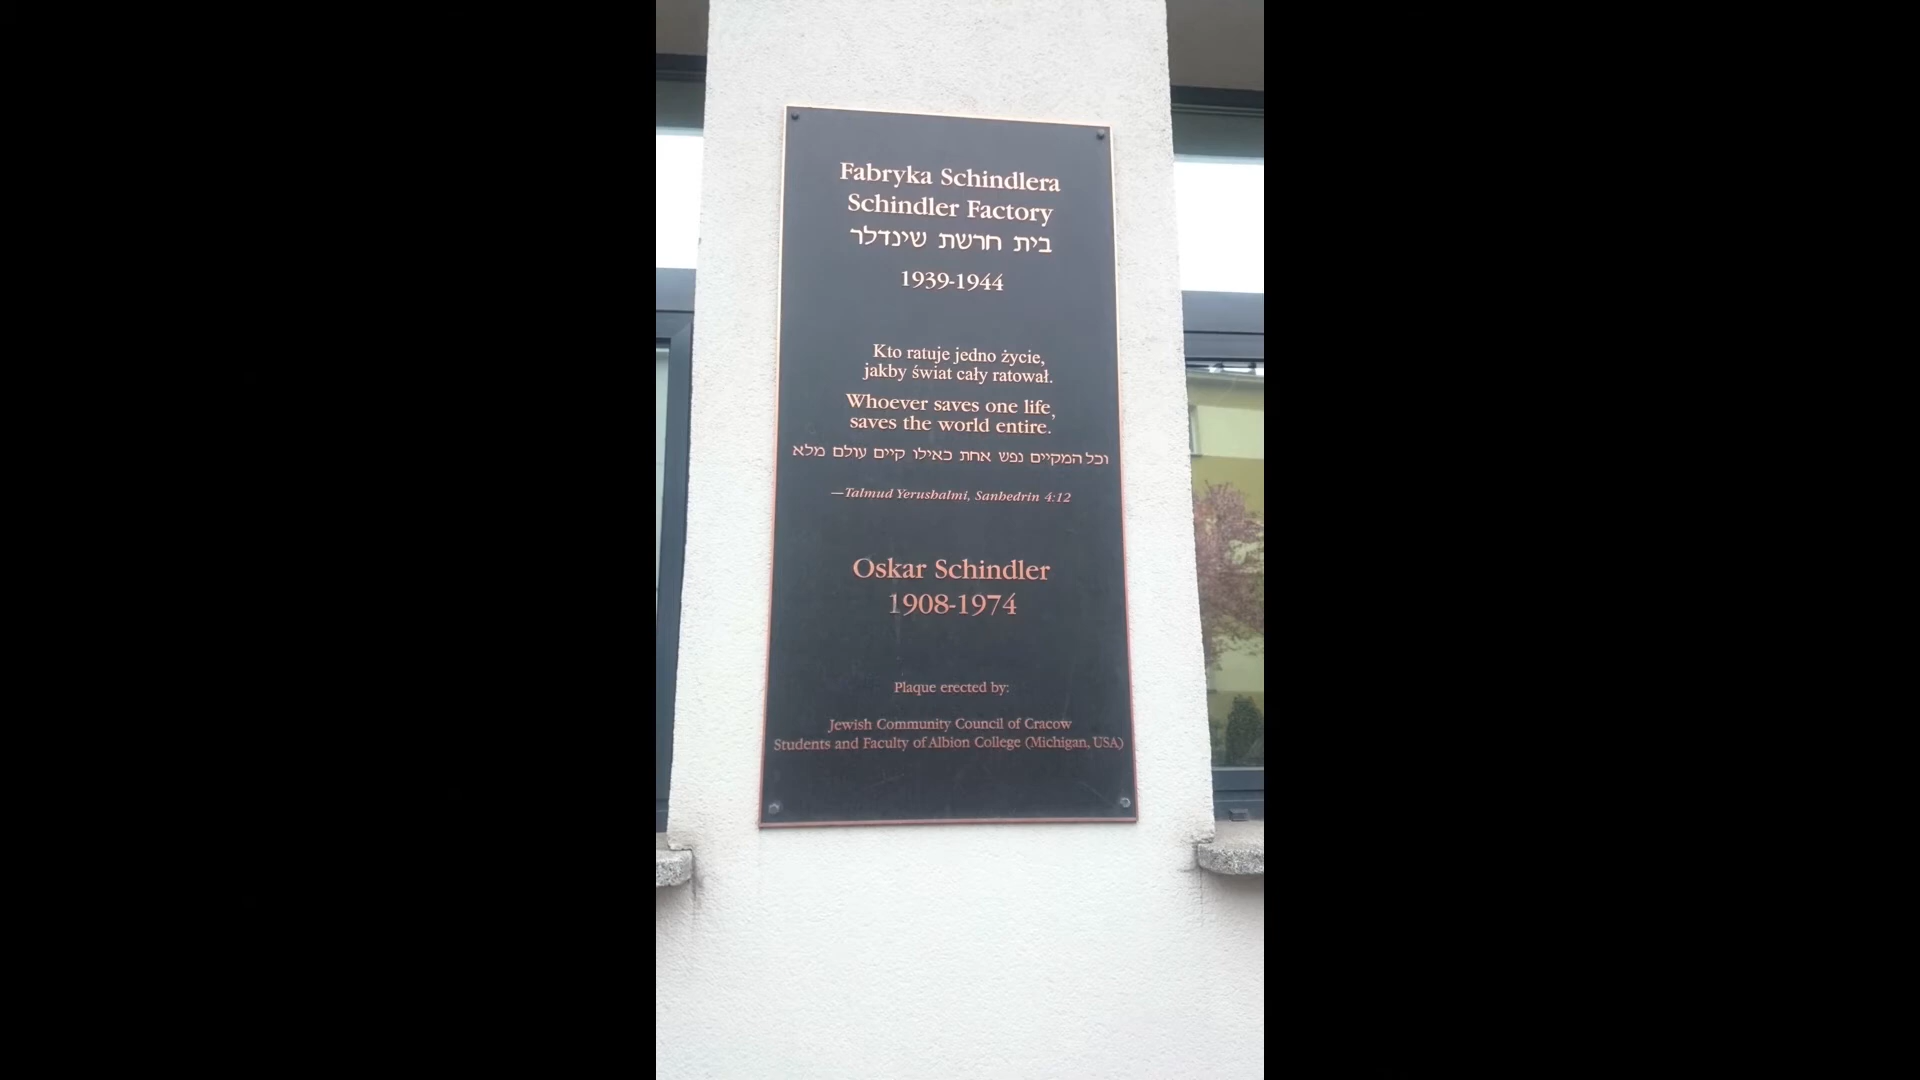 Fabryka Schindlera
Schindler Factory
בית חרשת שינדלר
1939-1944
Kto ratuje jedno życie,
jakby świat cały ratował.
Whoever saves one life,
saves the world entire.
וכל המקיים נפש אחת כאילו קיים עולם מלא
—Talmud Yerushalmi, Sanhedrin 4:12
Oskar Schindler
1908-1974
Plaque erected by:
Jewish Community Council of Cracow
Students and Faculty of Albion College (Michigan, USA)